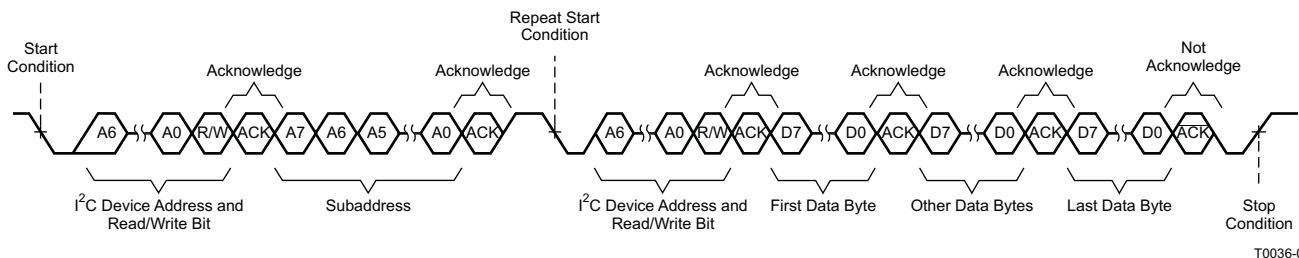 Repeat Start
Condition
Start
Condition
Not
Acknowledge
Acknowledge Acknowledge Acknowledge Acknowledge Acknowledge
A6 A0 R/W ACK A7 A6 A5 A0 ACK A6 A0 R/W ACK D7 D0 ACK D7 D0 ACK D7 D0 ACK
I²C Device Address and
Read/Write Bit
Subaddress
I²C Device Address and
Read/Write Bit
First Data Byte
Other Data Bytes
Last Data Byte
Stop
Condition